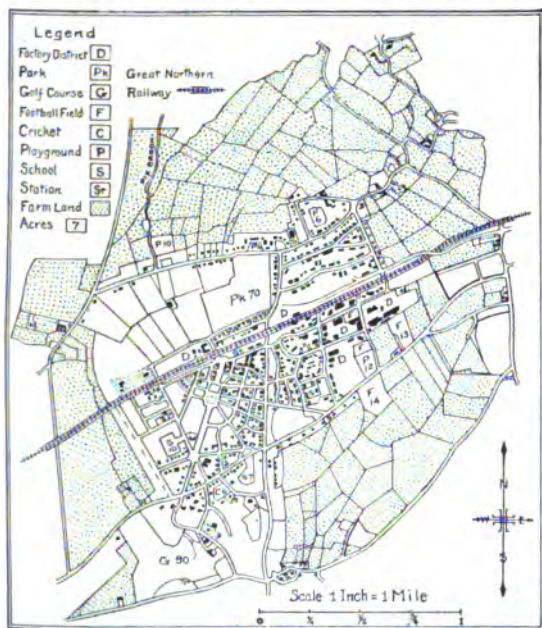 Legend
Factory District D
Park Pk
Golf Course G
Football Field F
Cricket C
Playground P
School S
Station St
Farm Land
Acres 7
Great Northern
Railway
P 10
Pk 70
D
D
D
D
D
F
P
12
F
13
F
14
G 90
N
W
E
S
Scale 1 Inch = 1 Mile
0
¼
½
¾
1